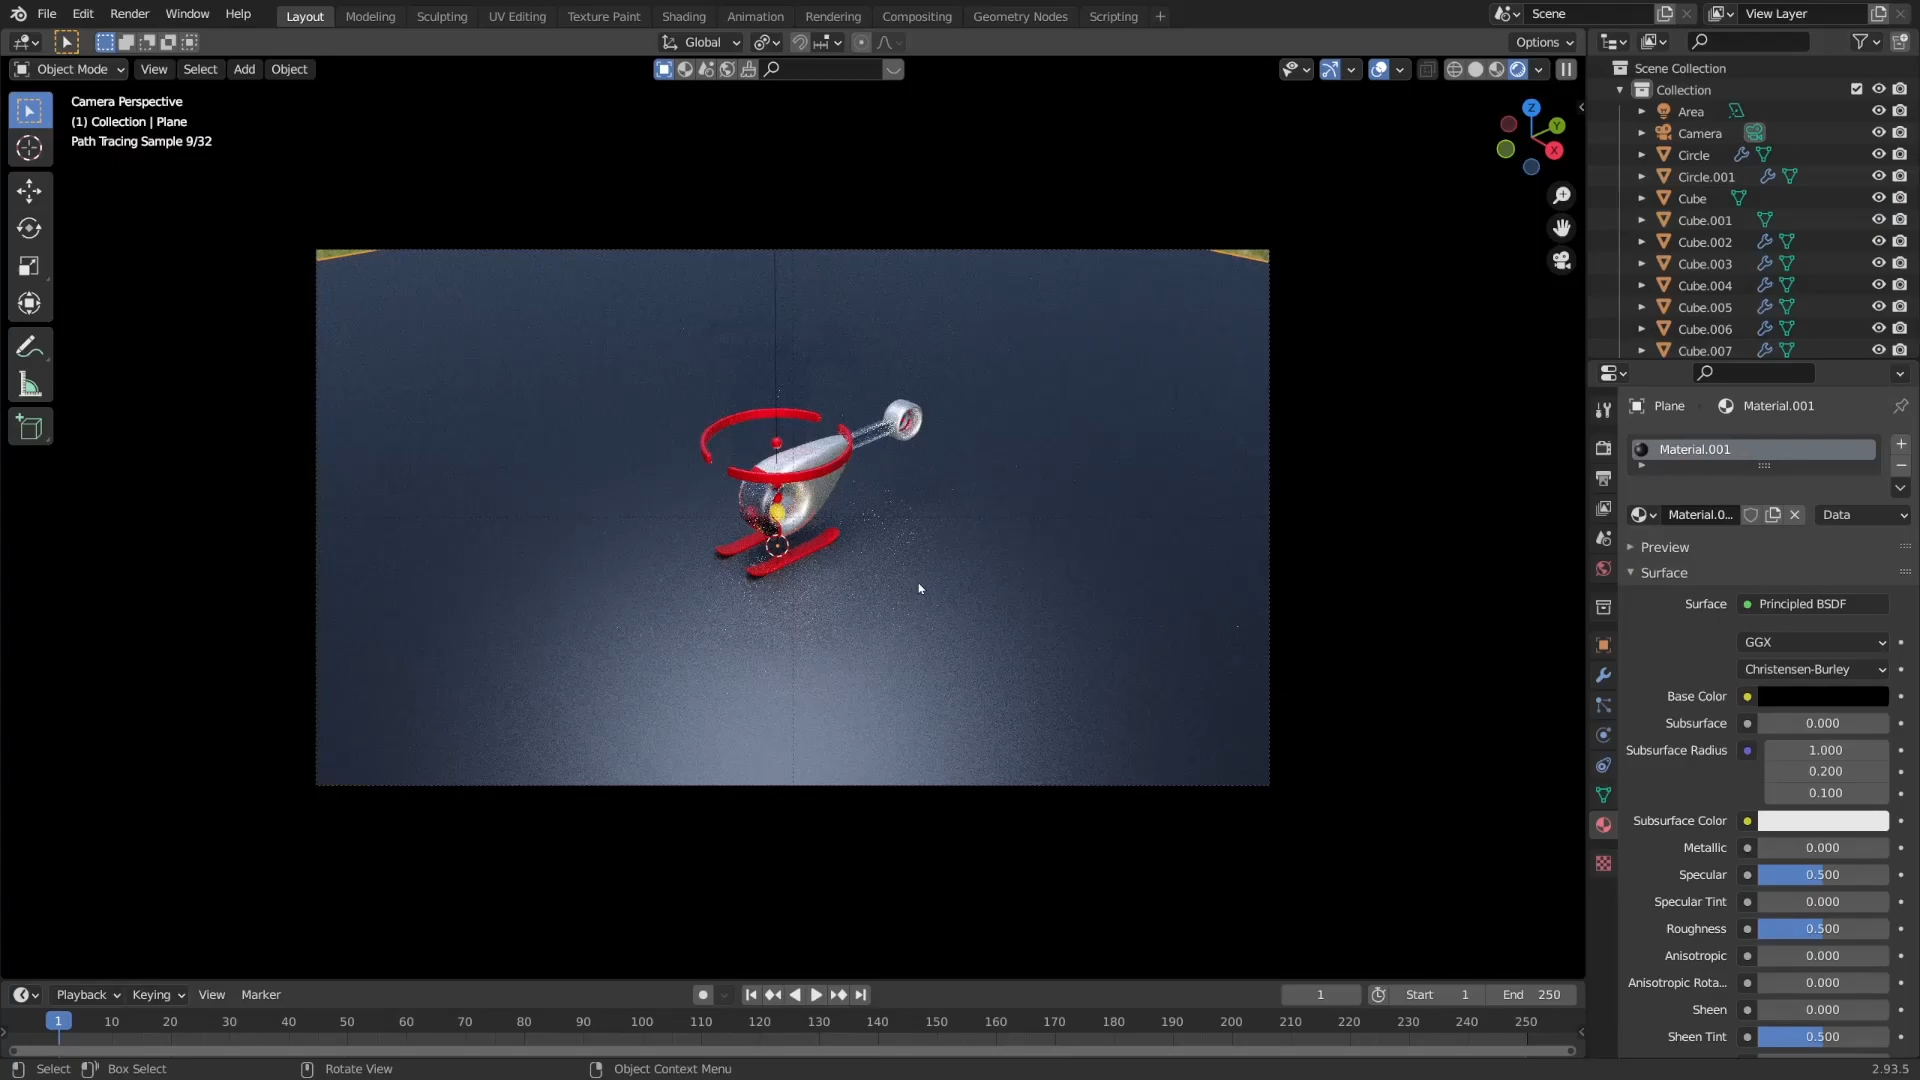 File Edit Render Window Help Layout Modeling Sculpting UV Editing Texture Paint Shading Animation Rendering Compositing Geometry Nodes Scripting + Scene View Layer
Global Options
Object Mode View Select Add Object
Camera Perspective
(1) Collection | Plane
Path Tracing Sample 9/32
Z
Y
X
Scene Collection
Collection
Area
Camera
Circle
Circle.001
Cube
Cube.001
Cube.002
Cube.003
Cube.004
Cube.005
Cube.006
Cube.007
Plane Material.001
Material.001
Material.0... Data
Preview
Surface
Surface Principled BSDF
GGX
Christensen-Burley
Base Color
Subsurface 0.000
Subsurface Radius 1.000
0.200
0.100
Subsurface Color
Metallic 0.000
Specular 0.500
Specular Tint 0.000
Roughness 0.500
Anisotropic 0.000
Anisotropic Rota... 0.000
Sheen 0.000
Sheen Tint 0.500
Playback Keying View Marker 1 Start 1 End 250
1 10 20 30 40 50 60 70 80 90 100 110 120 130 140 150 160 170 180 190 200 210 220 230 240 250
Select Box Select Rotate View Object Context Menu 2.93.5